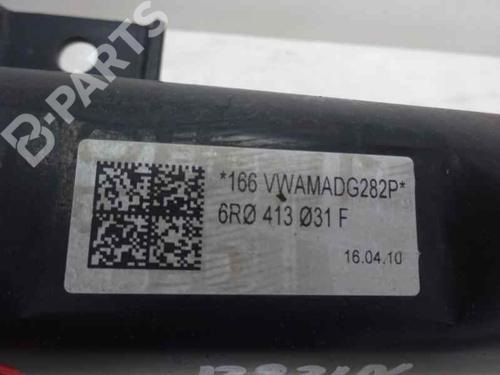 B-PARTS
*166 VWAMADG282P*
6RØ 413 Ø31 F
16.04.10